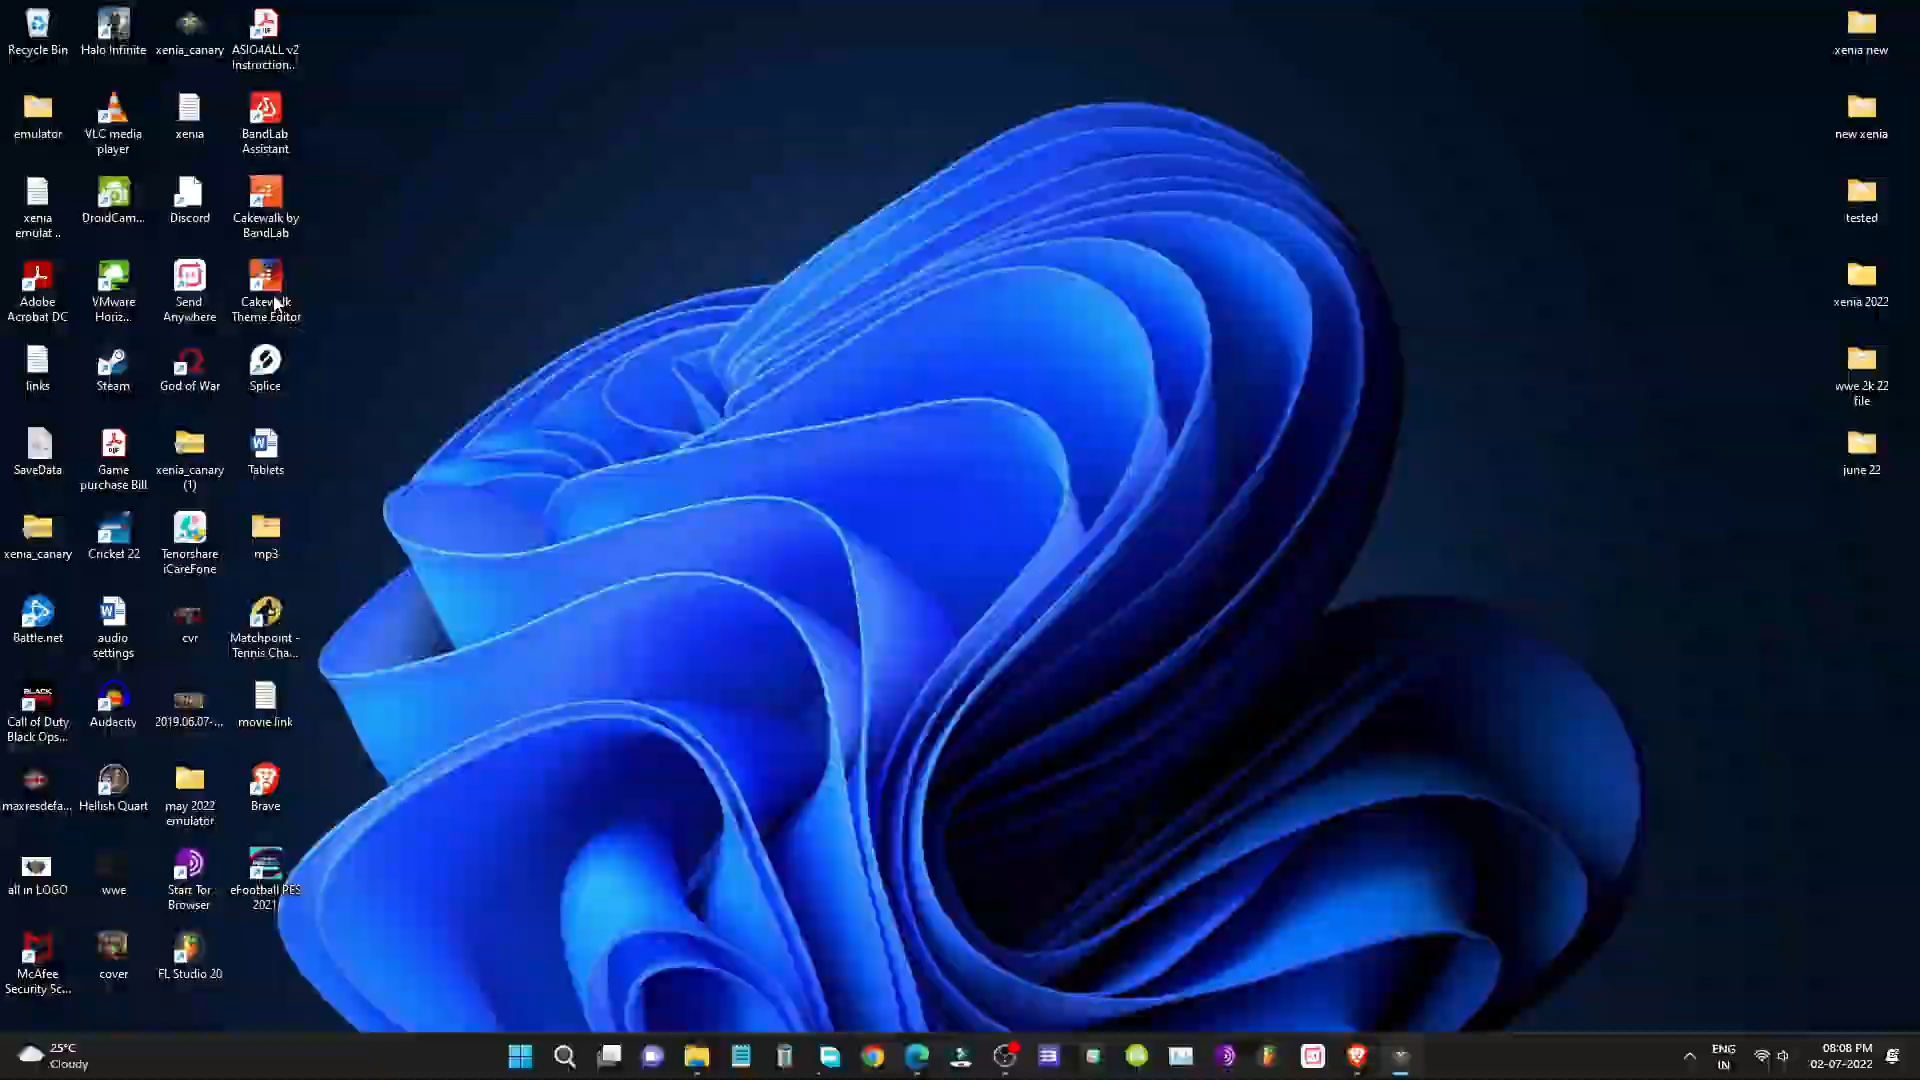 Recycle Bin
Halo Infinite
xenia_canary
ASIO4ALL v2
Instruction...
emulator
VLC media
player
xenia
BandLab
Assistant
xenia
emulat...
DroidCam...
Discord
Cakewalk by
BandLab
Adobe
Acrobat DC
VMware
Horiz...
Send
Anywhere
Cakewalk
Theme Editor
links
Steam
God of War
Splice
SaveData
Game
purchase Bill
xenia_canary
(1)
Tablets
xenia_canary
Cricket 22
Tenorshare
iCareFone
mp3
Battle.net
audio
settings
cvr
Matchpoint -
Tennis Cha...
Call of Duty
Black Ops...
Audacity
2019.06.07-...
movie link
maxresdefa...
Hellish Quart
may 2022
emulator
Brave
all in LOGO
wwe
Start Tor
Browser
eFootball PES
2021
McAfee
Security Sc...
cover
FL Studio 20
xenia new
new xenia
tested
xenia 2022
wwe 2k 22
file
june 22
25°C
Cloudy
ENG
IN
08:08 PM
02-07-2022